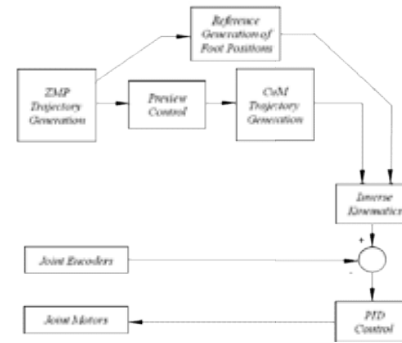 Reference
Generation of
Foot Positions
ZMP
Trajectory
Generation
Preview
Control
CoM
Trajectory
Generation
Inverse
Kinematics
+
Joint Encoders
-
Joint Motors
PID
Control